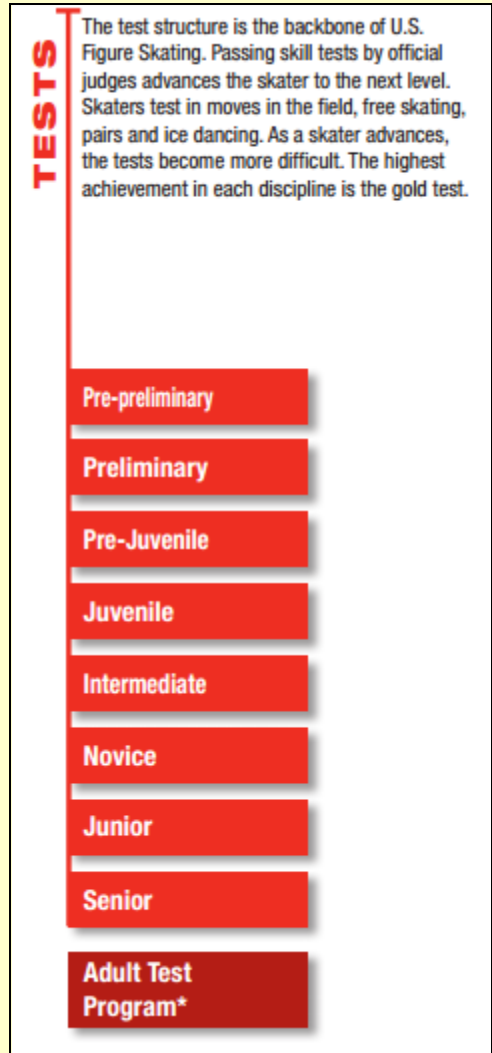 TESTS
The test structure is the backbone of U.S.
Figure Skating. Passing skill tests by official
judges advances the skater to the next level.
Skaters test in moves in the field, free skating,
pairs and ice dancing. As a skater advances,
the tests become more difficult. The highest
achievement in each discipline is the gold test.
Pre-preliminary
Preliminary
Pre-Juvenile
Juvenile
Intermediate
Novice
Junior
Senior
Adult Test
Program*